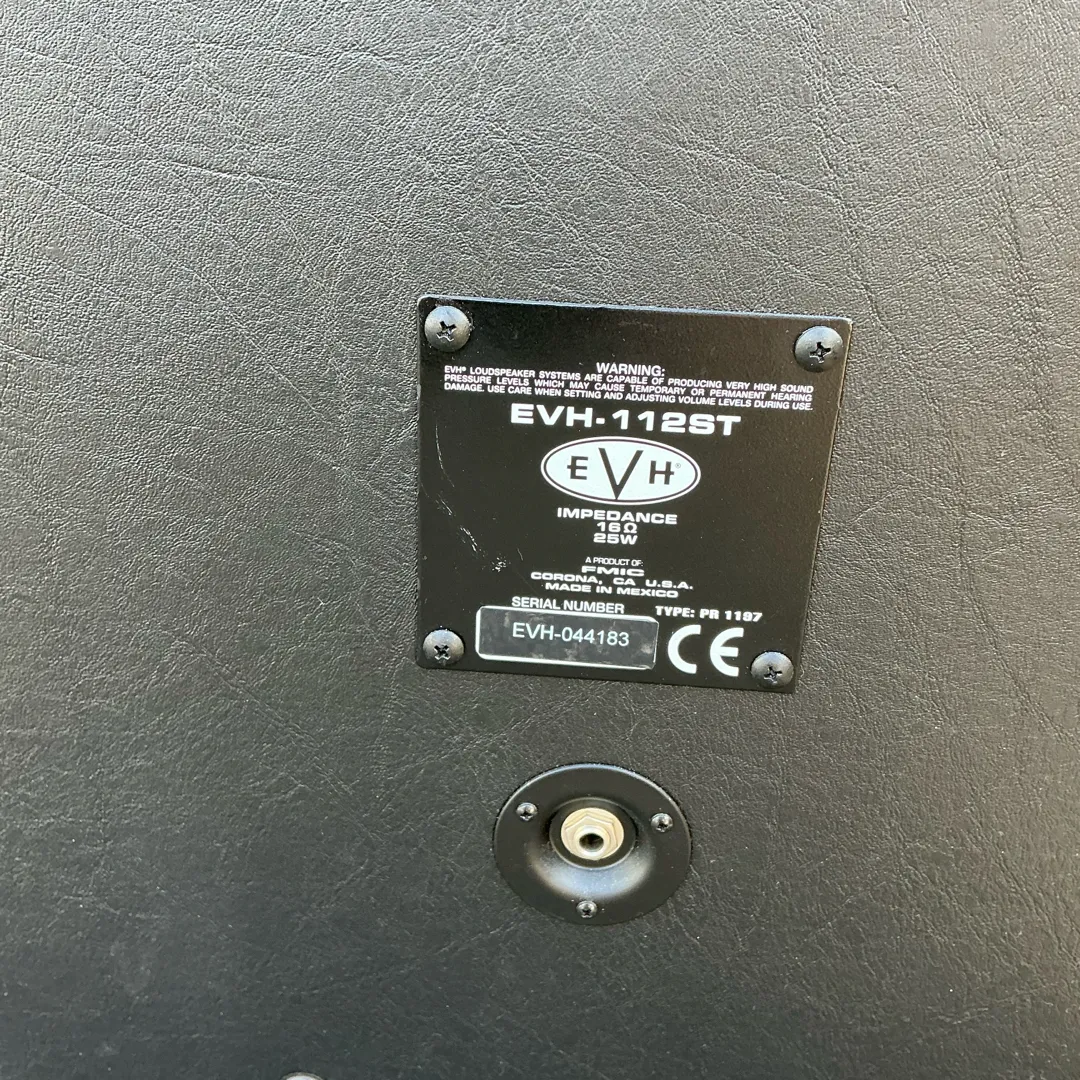 WARNING:
EVH® LOUDSPEAKER SYSTEMS ARE CAPABLE OF PRODUCING VERY HIGH SOUND
PRESSURE LEVELS WHICH MAY CAUSE TEMPORARY OR PERMANENT HEARING
DAMAGE. USE CARE WHEN SETTING AND ADJUSTING VOLUME LEVELS DURING USE.
EVH-112ST
EVH®
IMPEDANCE
16Ω
25W
A PRODUCT OF:
FMIC
CORONA, CA U.S.A.
MADE IN MEXICO
SERIAL NUMBER TYPE: PR 1197
EVH-044183 CE